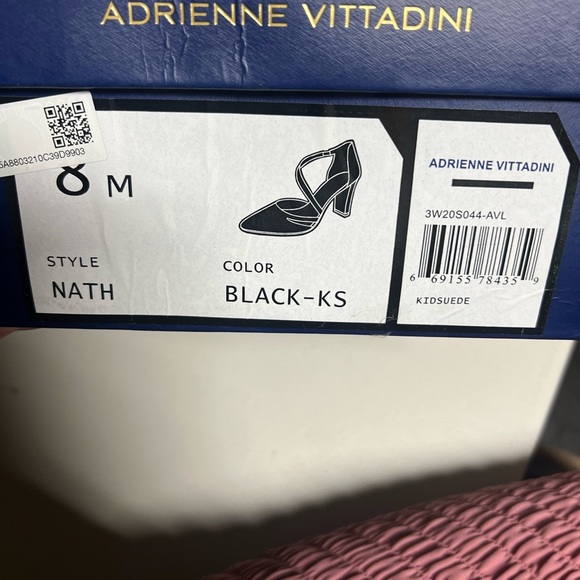 ADRIENNE VITTADINI
5A8803210C39D9903
8 M
STYLE
NATH
COLOR
BLACK-KS
ADRIENNE VITTADINI
3W20S044-AVL
6 69155 78435 9
KIDSUEDE